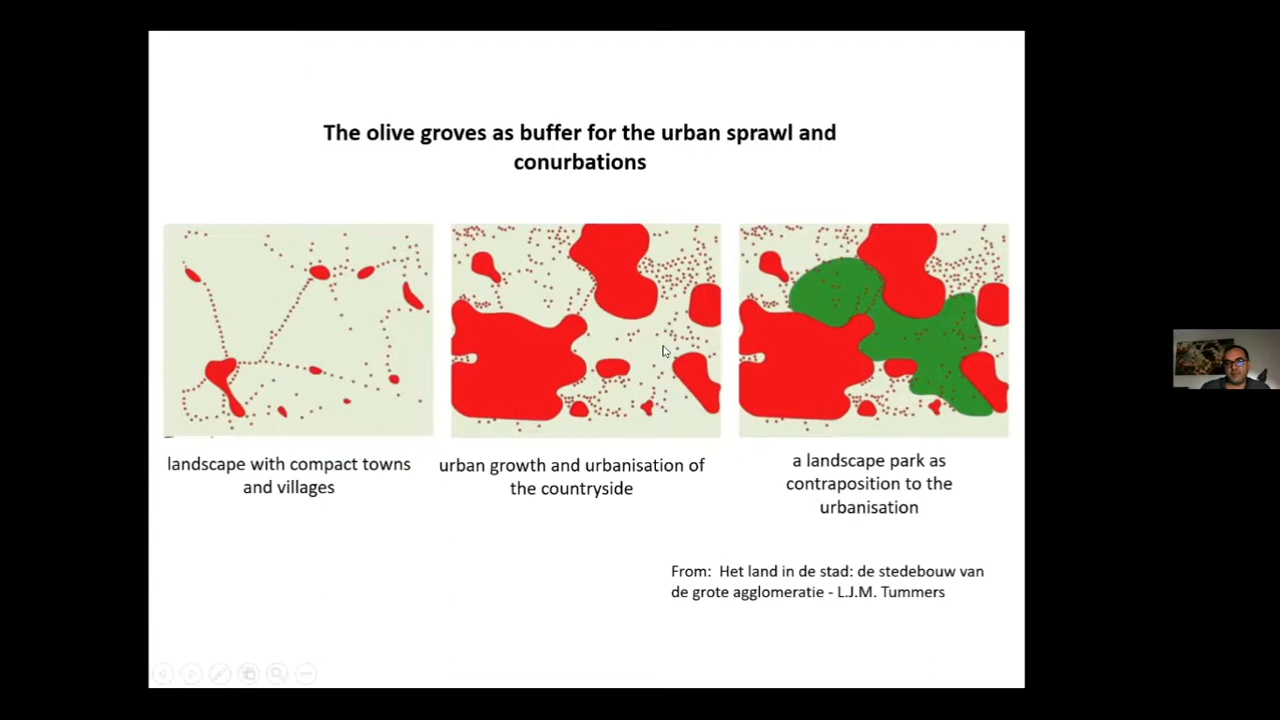 The olive groves as buffer for the urban sprawl and
conurbations
landscape with compact towns
and villages
urban growth and urbanisation of
the countryside
a landscape park as
contraposition to the
urbanisation
From:  Het land in de stad: de stedebouw van
de grote agglomeratie - L.J.M. Tummers